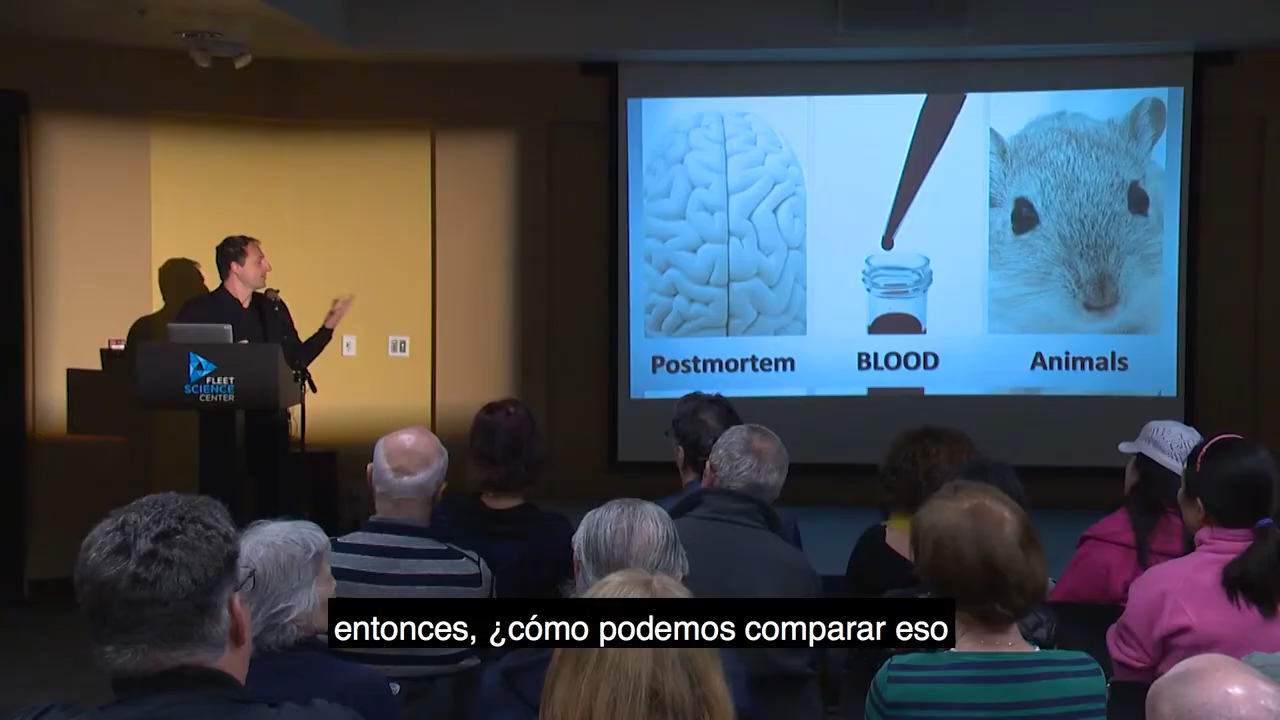 Postmortem
BLOOD
Animals
FLEET
SCIENCE
CENTER
entonces, ¿cómo podemos comparar eso